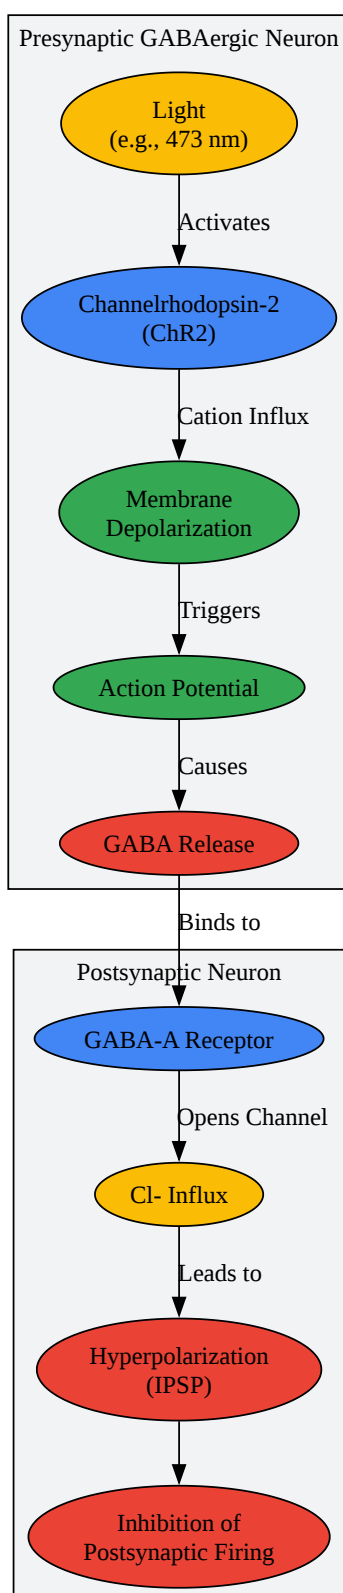 Presynaptic GABAergic Neuron
Light
(e.g., 473 nm)
Activates
Channelrhodopsin-2
(ChR2)
Cation Influx
Membrane
Depolarization
Triggers
Action Potential
Causes
GABA Release
Binds to
Postsynaptic Neuron
GABA-A Receptor
Opens Channel
Cl- Influx
Leads to
Hyperpolarization
(IPSP)
Inhibition of
Postsynaptic Firing